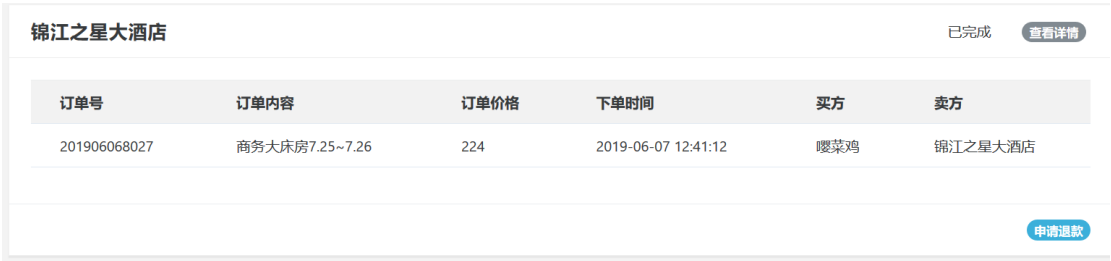 锦江之星大酒店 已完成 查看详情
订单号 订单内容 订单价格 下单时间 买方 卖方
201906068027 商务大床房7.25~7.26 224 2019-06-07 12:41:12 嘤菜鸡 锦江之星大酒店
申请退款